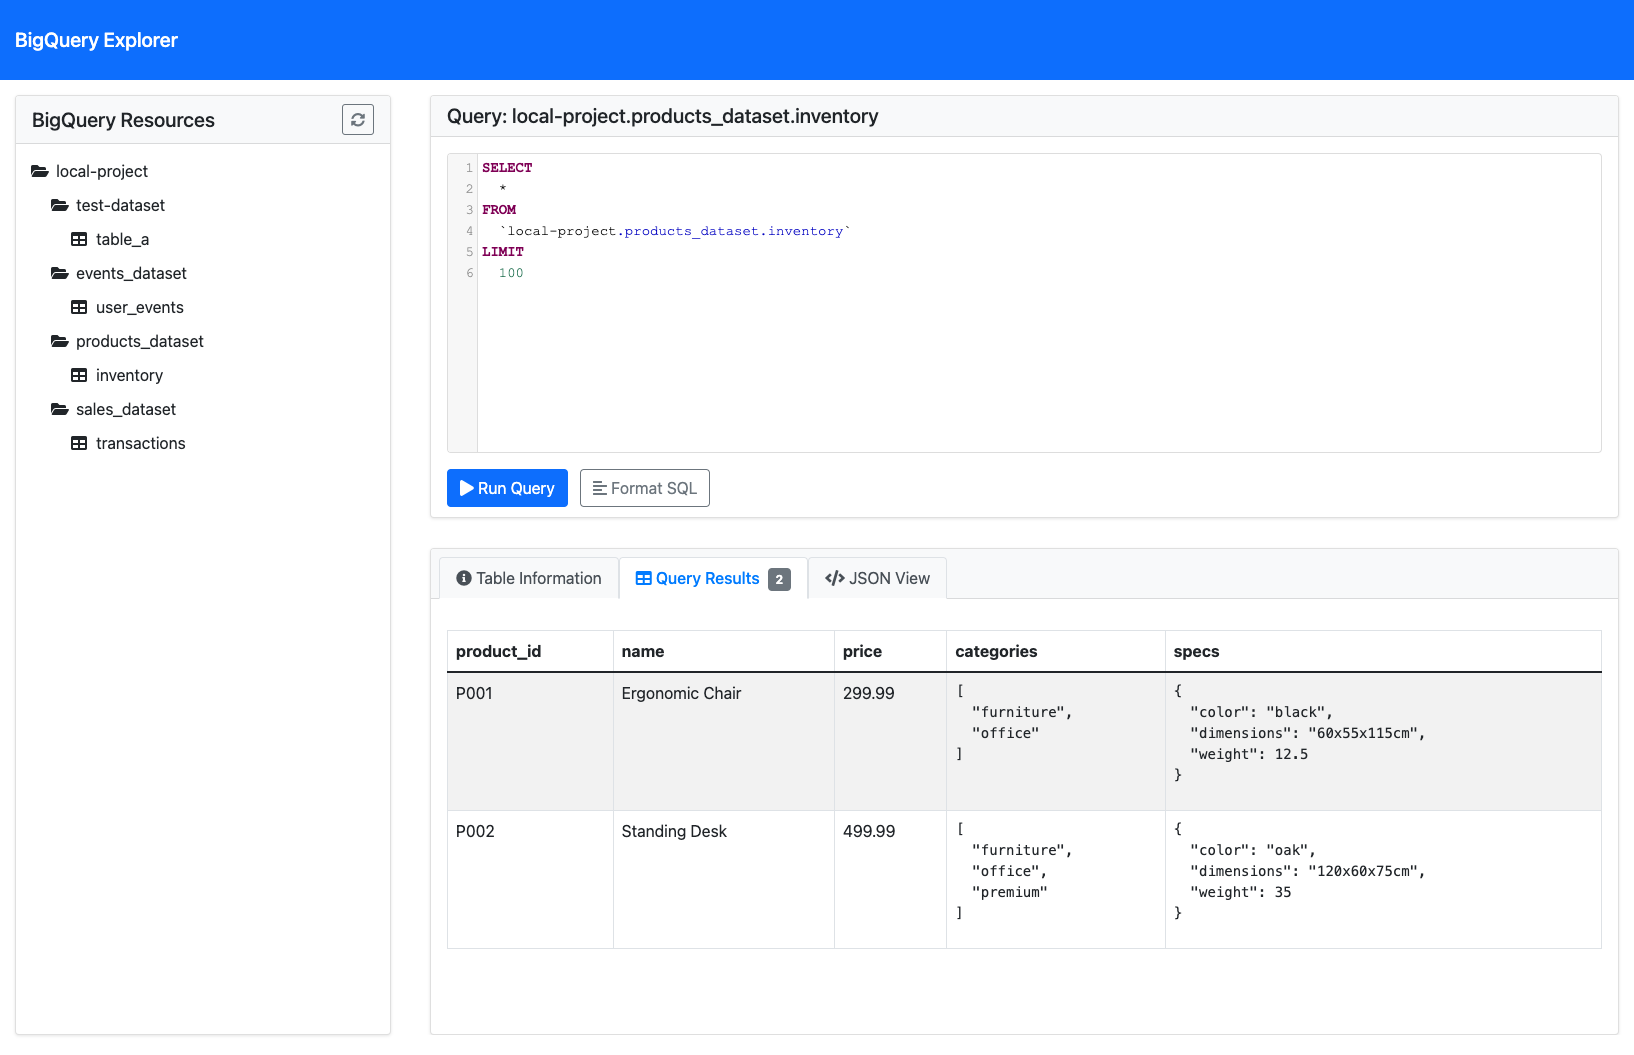 BigQuery Explorer
BigQuery Resources
local-project
test-dataset
table_a
events_dataset
user_events
products_dataset
inventory
sales_dataset
transactions
Query: local-project.products_dataset.inventory
1 SELECT
2   *
3 FROM
4   `local-project.products_dataset.inventory`
5 LIMIT
6   100
Run Query Format SQL
Table Information Query Results 2 JSON View
product_id name price categories specs
P001 Ergonomic Chair 299.99 [ {
"furniture", "color": "black",
"office" "dimensions": "60x55x115cm",
] "weight": 12.5
}
P002 Standing Desk 499.99 [ {
"furniture", "color": "oak",
"office", "dimensions": "120x60x75cm",
"premium" "weight": 35
] }